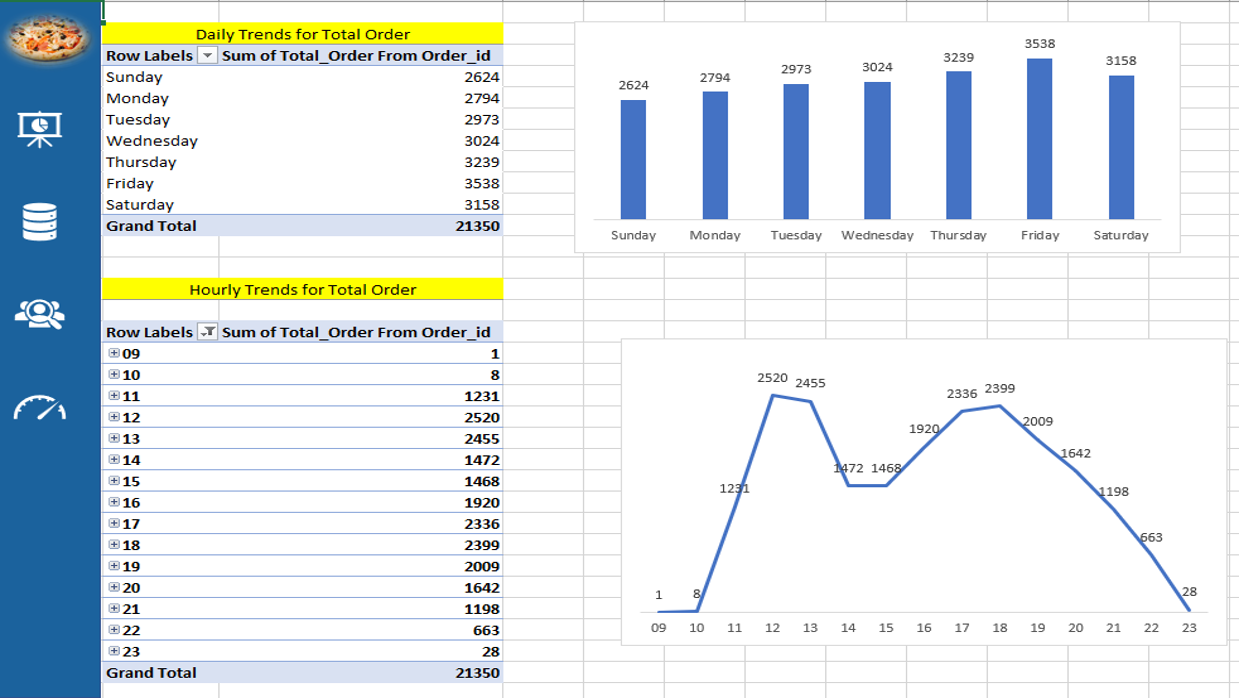 Daily Trends for Total Order
Row Labels Sum of Total_Order From Order_id
Sunday 2624
Monday 2794
Tuesday 2973
Wednesday 3024
Thursday 3239
Friday 3538
Saturday 3158
Grand Total 21350
2624 2794 2973 3024 3239 3538 3158
Sunday Monday Tuesday Wednesday Thursday Friday Saturday
Hourly Trends for Total Order
Row Labels Sum of Total_Order From Order_id
09 1
10 8
11 1231
12 2520
13 2455
14 1472
15 1468
16 1920
17 2336
18 2399
19 2009
20 1642
21 1198
22 663
23 28
Grand Total 21350
1 8 1231 2520 2455 1472 1468 1920 2336 2399 2009 1642 1198 663 28
09 10 11 12 13 14 15 16 17 18 19 20 21 22 23